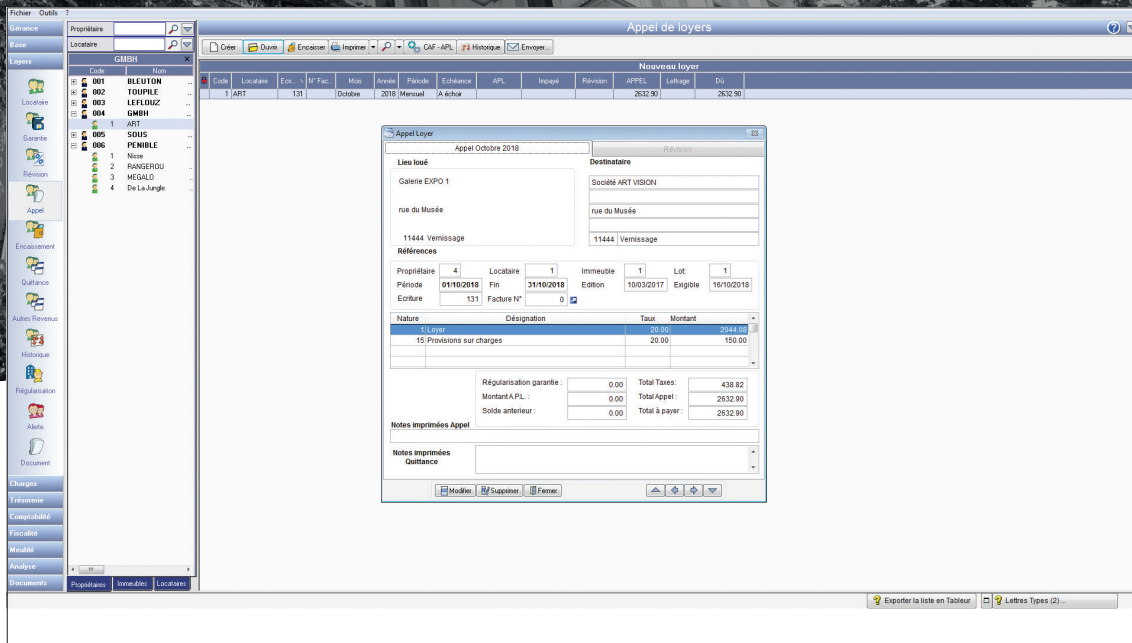 Fichier Outils ?
Gérance
Base
Loyers
Locataire
Garantie
Révision
Appel
Encaissement
Quittance
Autres Revenus
Historique
Régularisation
Alerte
Document
Charges
Trésorerie
Comptabilité
Fiscalité
Meublé
Analyse
Documents
Propriétaire
Locataire
GMBH ×
Code Nom
001 BLEUTON ..
002 TOUPILE ..
003 LEFLOUZ ..
004 GMBH ..
1 ART
005 SOUS ..
006 PENIBLE ..
1 Nisse
2 RANGEROU ..
3 MEGALO ..
4 De La Jungle ..
Propriétaires Immeubles Locataires
Appel de loyers
Créer Ouvrir Encaisser Imprimer CAF - APL Historique Envoyer...
Nouveau loyer
Code Locataire Ecri... N° Fac... Mois Année Période Echéance APL Impayé Révision APPEL Lettrage Dû
1 ART 131 Octobre 2018 Mensuel A échoir 2632.90 2632.90
Appel Loyer
Appel Octobre 2018 Révision
Lieu loué Destinataire
Galerie EXPO 1 Société ART VISION
rue du Musée rue du Musée
11444 Vernissage 11444 Vernissage
Références
Propriétaire 4 Locataire 1 Immeuble 1 Lot 1
Période 01/10/2018 Fin 31/10/2018 Edition 10/03/2017 Exigible 16/10/2018
Ecriture 131 Facture N° 0
Nature Désignation Taux Montant
1 Loyer 20.00 2044.08
15 Provisions sur charges 20.00 150.00
Régularisation garantie : 0.00 Total Taxes: 438.82
Montant A.P.L. : 0.00 Total Appel : 2632.90
Solde anterieur : 0.00 Total à payer : 2632.90
Notes imprimées Appel
Notes imprimées
Quittance
Modifier Supprimer Fermer
Exporter la liste en Tableur Lettres Types (2)...